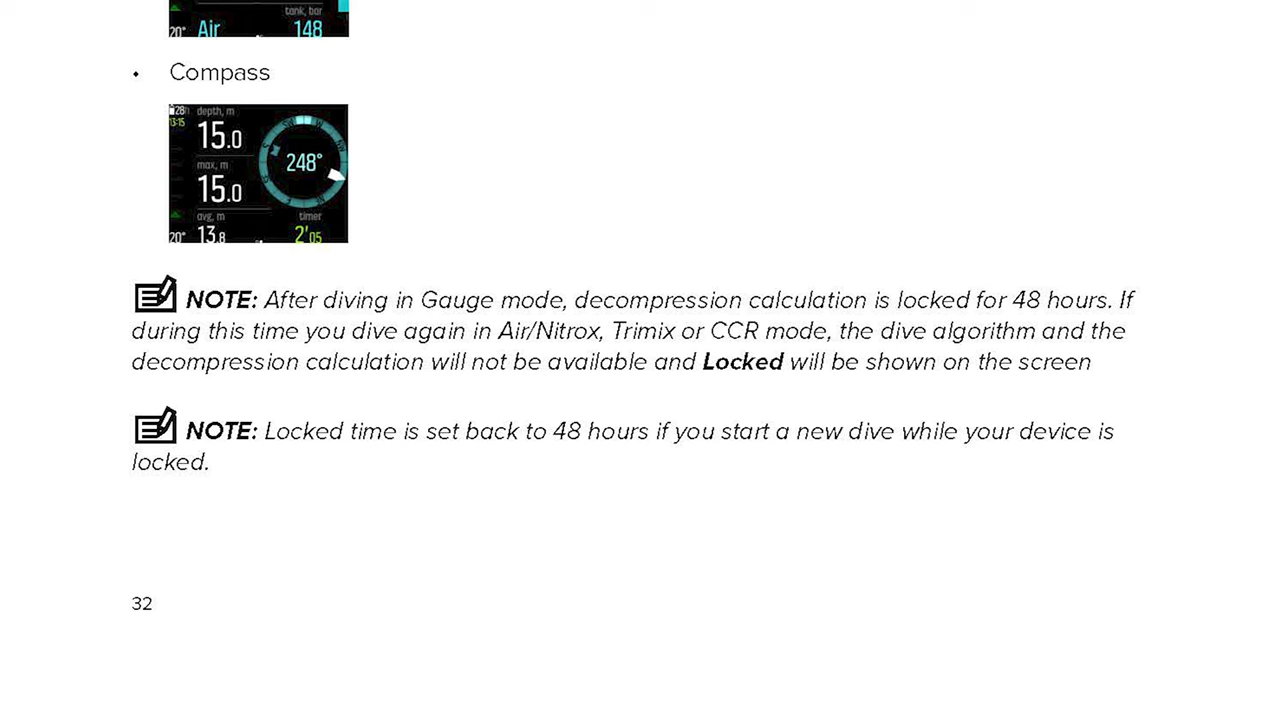 tank, bar
20° Air 148
• Compass
28 depth, m
13:15
15.0
248°
max, m
15.0
avg, m timer
20° 13.8 2'05
NOTE: After diving in Gauge mode, decompression calculation is locked for 48 hours. If
during this time you dive again in Air/Nitrox, Trimix or CCR mode, the dive algorithm and the
decompression calculation will not be available and Locked will be shown on the screen
NOTE: Locked time is set back to 48 hours if you start a new dive while your device is
locked.
32